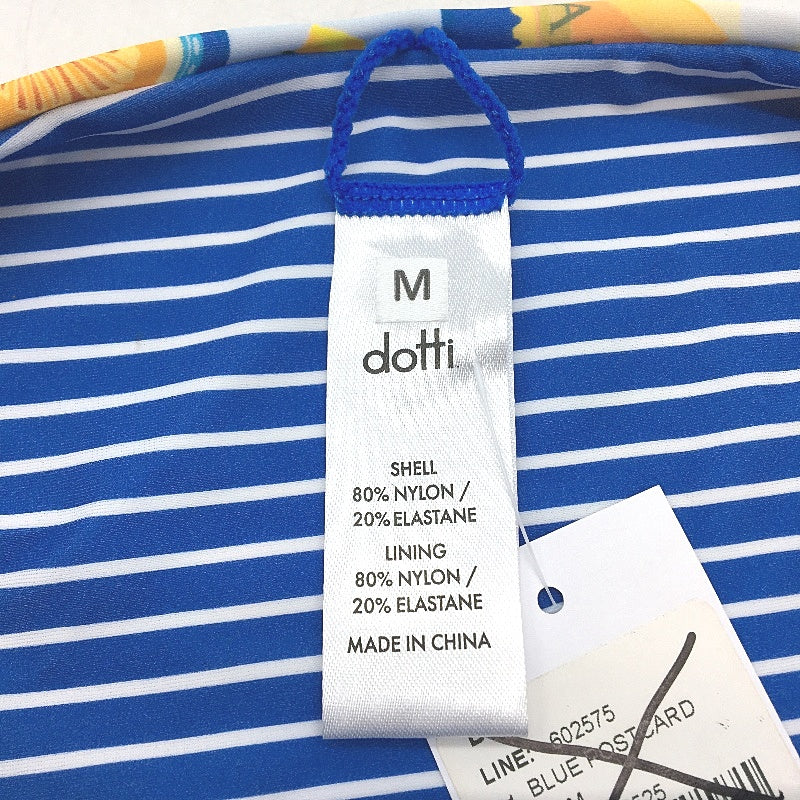 M
dotti
SHELL
80% NYLON /
20% ELASTANE
LINING
80% NYLON /
20% ELASTANE
MADE IN CHINA
LINE: 602575
BLUE POSTCARD